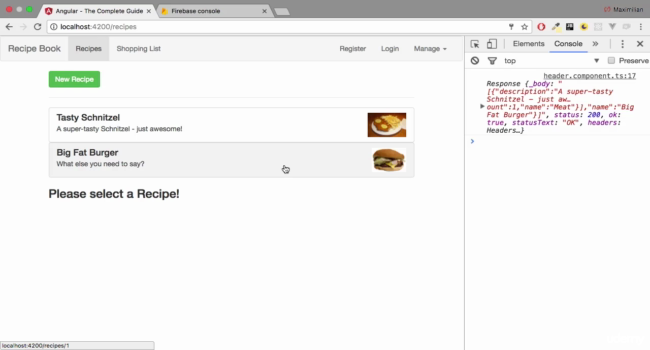 Angular - The Complete Guide
Firebase console
Maximilian
localhost:4200/recipes
Recipe Book
Recipes
Shopping List
Register
Login
Manage
New Recipe
Tasty Schnitzel
A super-tasty Schnitzel - just awesome!
Big Fat Burger
What else you need to say?
Please select a Recipe!
localhost:4200/recipes/1
Elements
Console
»
top
Preserve
header.component.ts:17
Response {_body: "
[{"description":"A super-tasty
Schnitzel - just aw…
ount":1,"name":"Meat"}],"name":"Big
Fat Burger"}]", status: 200, ok:
true, statusText: "OK", headers:
Headers…}